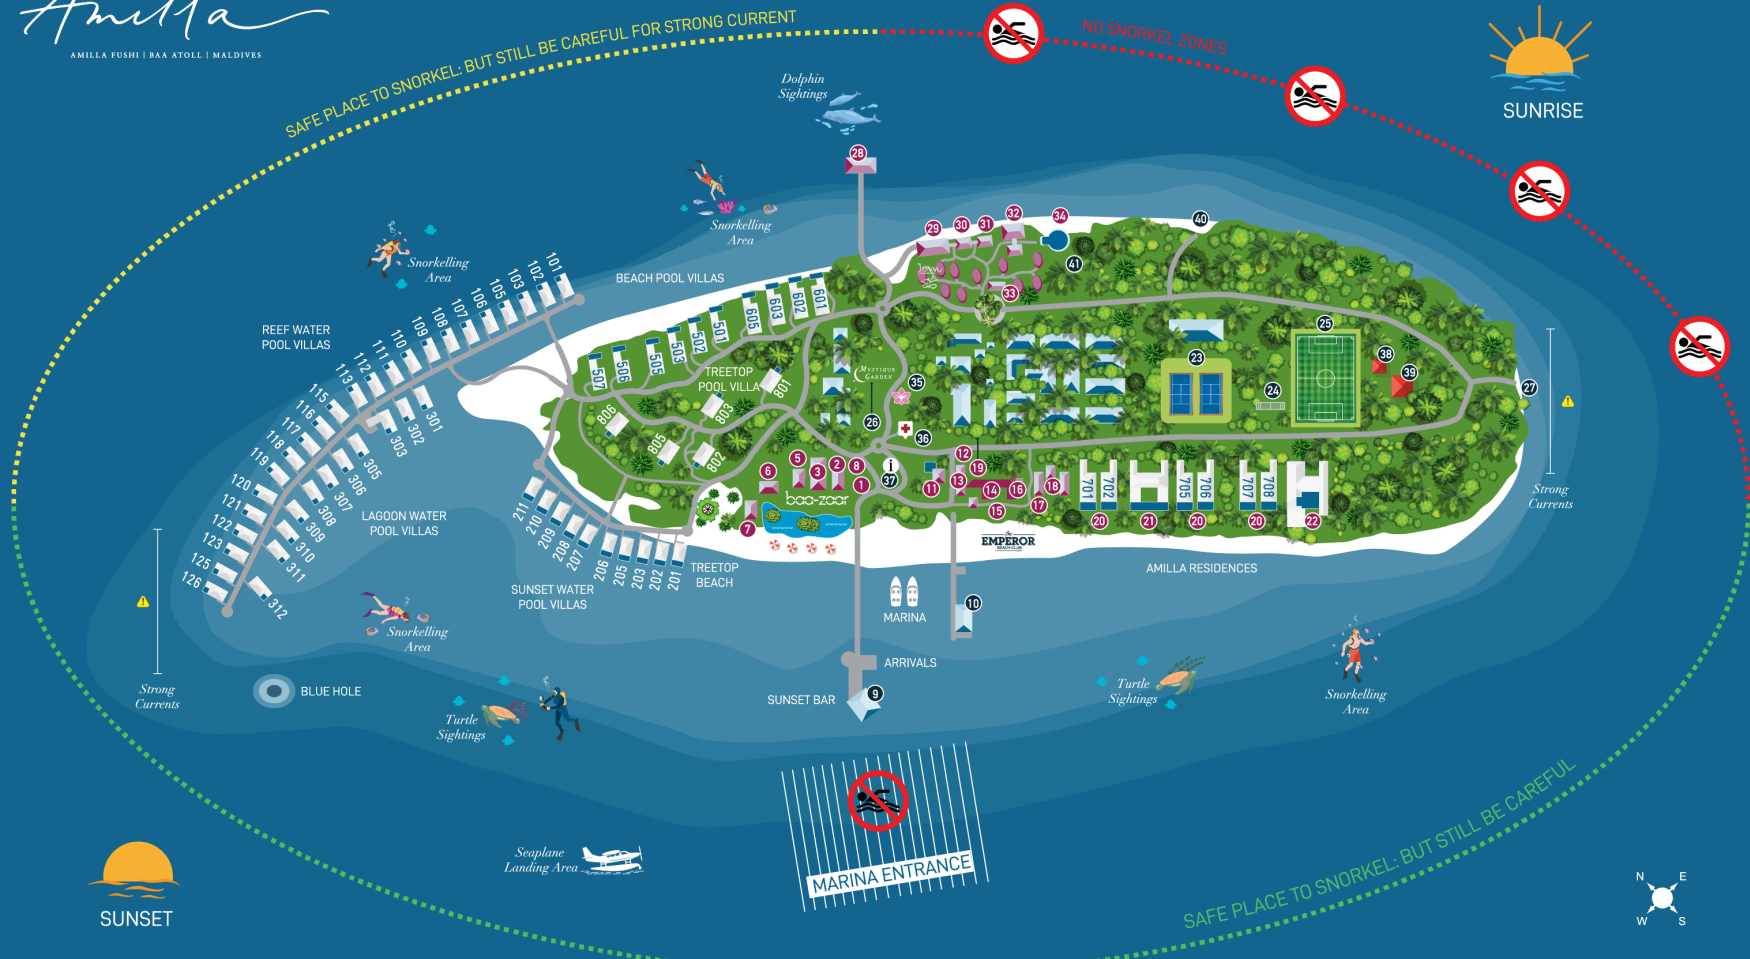 Amilla
AMILLA FUSHI | BAA ATOLL | MALDIVES
SAFE PLACE TO SNORKEL: BUT STILL BE CAREFUL FOR STRONG CURRENT
NO SNORKEL ZONES
SUNRISE
Dolphin
Sightings
28
Snorkelling
Area
Snorkelling
Area
BEACH POOL VILLAS
REEF WATER
POOL VILLAS
101
102
103
105
106
107
108
109
110
111
112
113
115
116
117
118
119
120
121
122
123
125
126
301
302
303
305
306
307
308
309
310
311
312
LAGOON WATER
POOL VILLAS
29
30
31
32
34
40
41
33
601
602
603
605
501
502
503
505
506
507
TREETOP
POOL VILLA
801
803
802
805
806
MYSTIQUE
GARDEN
35
26
36
23
24
25
38
39
27
Strong
Currents
5
6
3
2
8
1
7
baa-zaar
i
37
12
19
11
13
14
16
15
17
18
701
702
705
706
707
708
20
21
20
20
22
EMPEROR
BEACH CLUB
AMILLA RESIDENCES
211
210
209
208
207
206
205
203
202
201
SUNSET WATER
POOL VILLAS
TREETOP
BEACH
MARINA
10
ARRIVALS
SUNSET BAR
9
Snorkelling
Area
Strong
Currents
BLUE HOLE
Turtle
Sightings
Turtle
Sightings
Snorkelling
Area
MARINA ENTRANCE
Seaplane
Landing Area
SUNSET
SAFE PLACE TO SNORKEL: BUT STILL BE CAREFUL
N
E
W
S